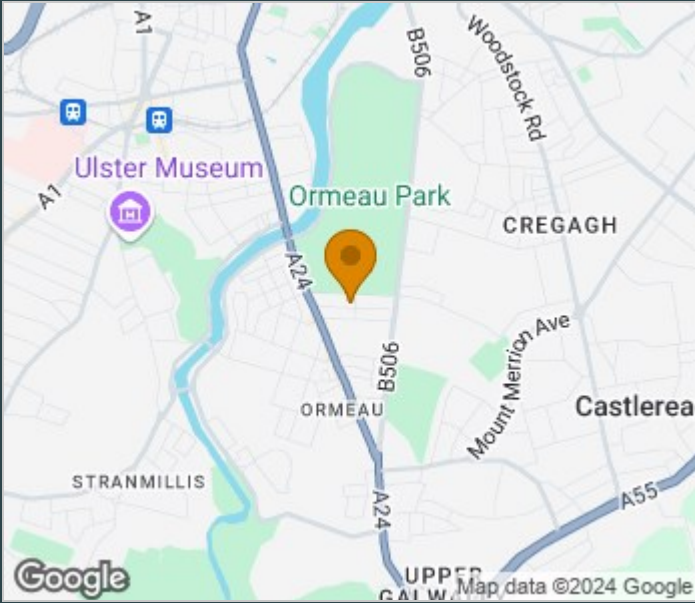 A1
B506
Woodstock Rd
Ulster Museum
A1
Ormeau Park
CREGAGH
A24
Mount Merrion Ave
B506
ORMEAU
Castlerea
STRANMILLIS
A24
A55
UPPER
Google
Map data ©2024 Google